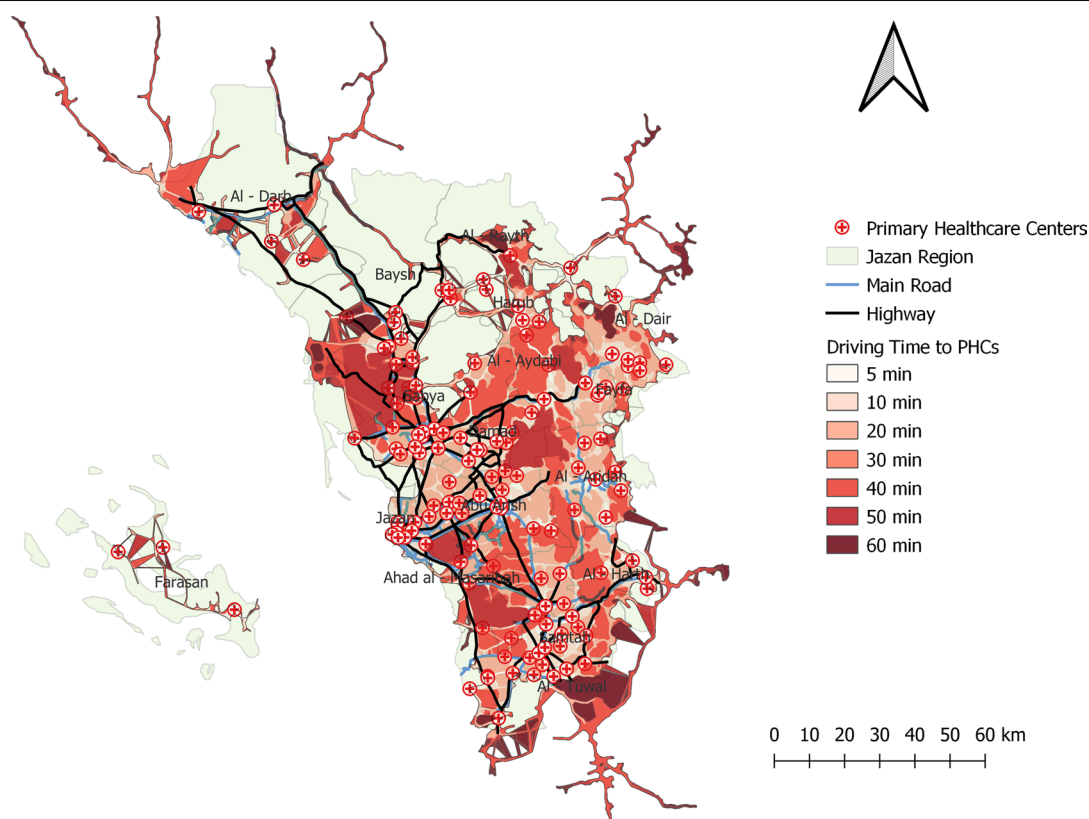 Al - Darb
Al - Rayth
Baysh
Harub
Al - Dair
Al - Aydabi
Fayfa
Sabya
Damad
Al - Aridah
Abu Arish
Jazan
Farasan
Ahad al - Masarihah
Al - Harth
Samtah
Al - Tuwal
Primary Healthcare Centers
Jazan Region
Main Road
Highway
Driving Time to PHCs
5 min
10 min
20 min
30 min
40 min
50 min
60 min
0 10 20 30 40 50 60 km